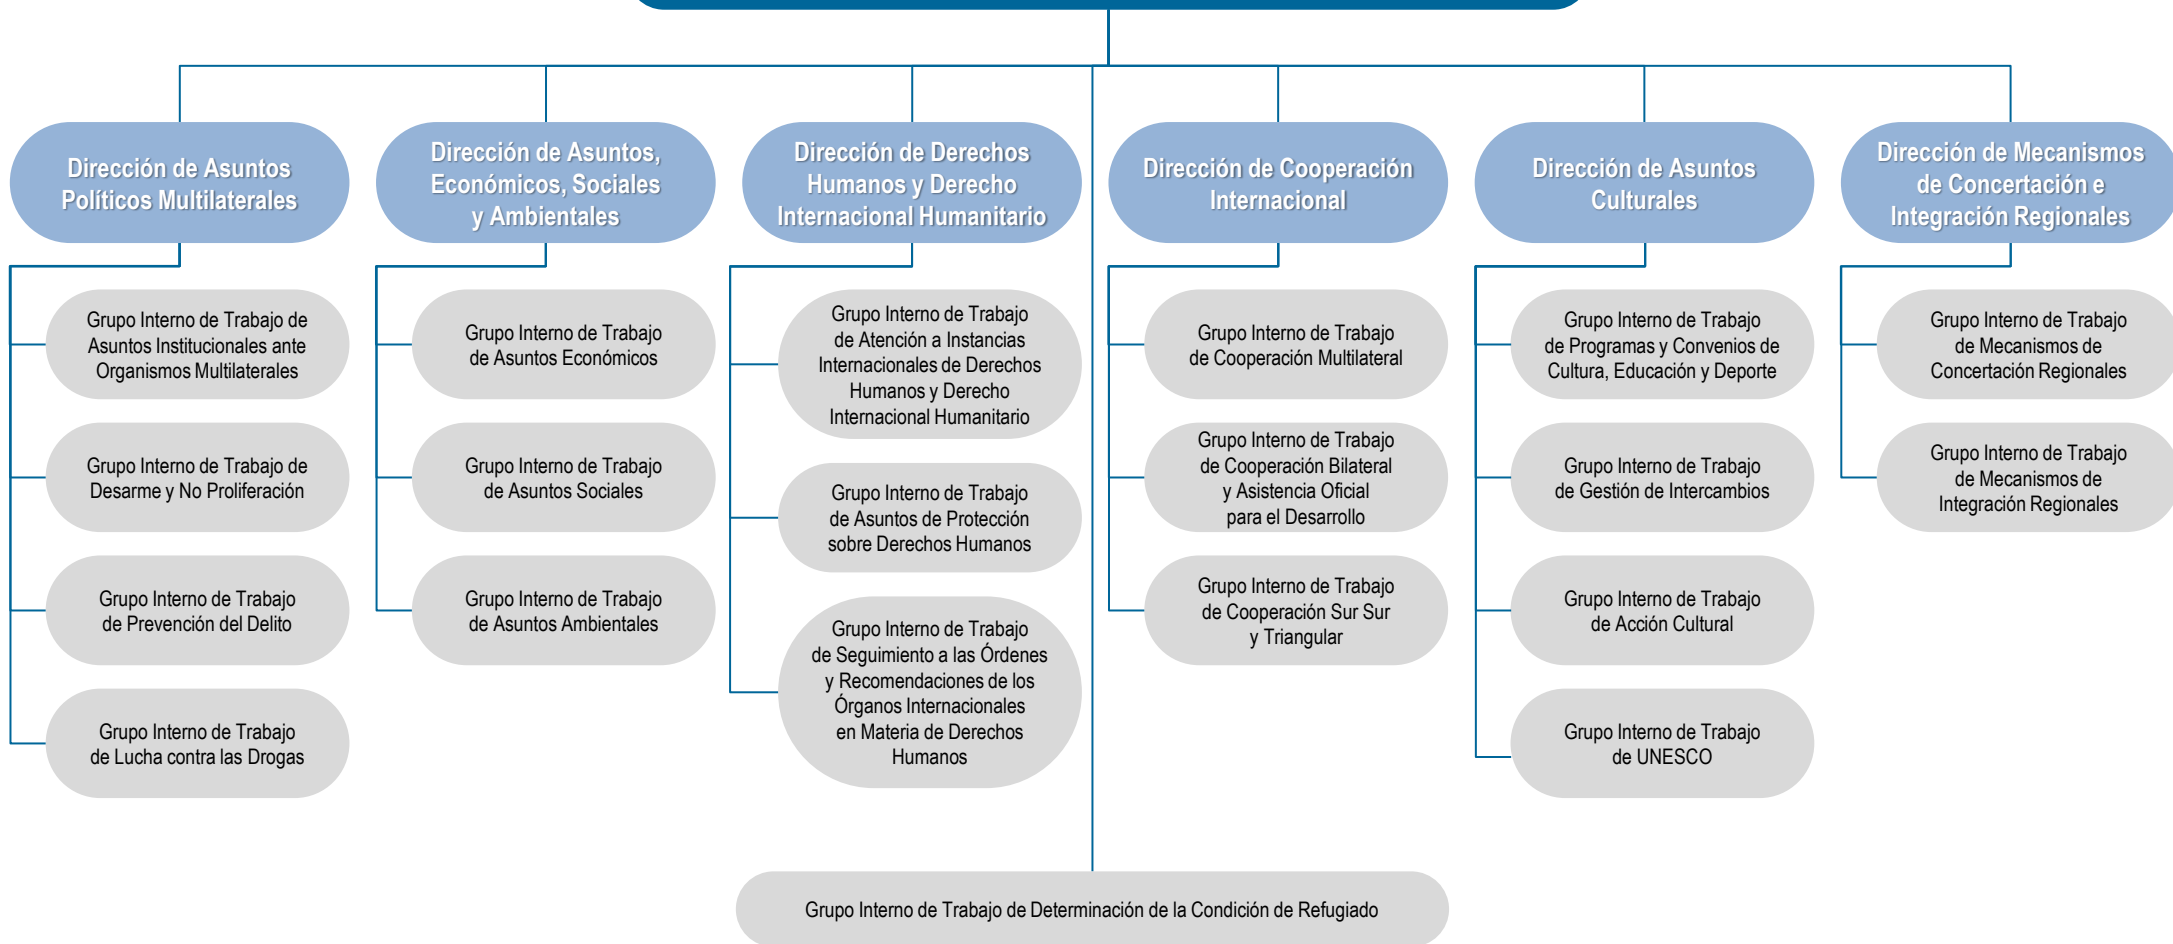 Dirección de Asuntos
Políticos Multilaterales
Dirección de Asuntos,
Económicos, Sociales
y Ambientales
Dirección de Derechos
Humanos y Derecho
Internacional Humanitario
Dirección de Cooperación
Internacional
Dirección de Asuntos
Culturales
Dirección de Mecanismos
de Concertación e
Integración Regionales
Grupo Interno de Trabajo de
Asuntos Institucionales ante
Organismos Multilaterales
Grupo Interno de Trabajo de
Desarme y No Proliferación
Grupo Interno de Trabajo
de Prevención del Delito
Grupo Interno de Trabajo
de Lucha contra las Drogas
Grupo Interno de Trabajo
de Asuntos Económicos
Grupo Interno de Trabajo
de Asuntos Sociales
Grupo Interno de Trabajo
de Asuntos Ambientales
Grupo Interno de Trabajo
de Atención a Instancias
Internacionales de Derechos
Humanos y Derecho
Internacional Humanitario
Grupo Interno de Trabajo
de Asuntos de Protección
sobre Derechos Humanos
Grupo Interno de Trabajo
de Seguimiento a las Órdenes
y Recomendaciones de los
Órganos Internacionales
en Materia de Derechos
Humanos
Grupo Interno de Trabajo
de Cooperación Multilateral
Grupo Interno de Trabajo
de Cooperación Bilateral
y Asistencia Oficial
para el Desarrollo
Grupo Interno de Trabajo
de Cooperación Sur Sur
y Triangular
Grupo Interno de Trabajo
de Programas y Convenios de
Cultura, Educación y Deporte
Grupo Interno de Trabajo
de Gestión de Intercambios
Grupo Interno de Trabajo
de Acción Cultural
Grupo Interno de Trabajo
de UNESCO
Grupo Interno de Trabajo
de Mecanismos de
Concertación Regionales
Grupo Interno de Trabajo
de Mecanismos de
Integración Regionales
Grupo Interno de Trabajo de Determinación de la Condición de Refugiado